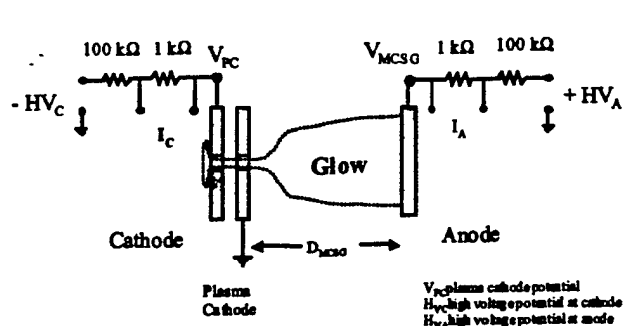 100 kΩ 1 kΩ V_PC V_MCSG 1 kΩ 100 kΩ
- HV_C I_C I_A + HV_A
Glow
Cathode D_MCSG Anode
Plasma
Cathode
V_PC plasma cathode potential
H_VC high voltage potential at cathode
H_VA high voltage potential at anode